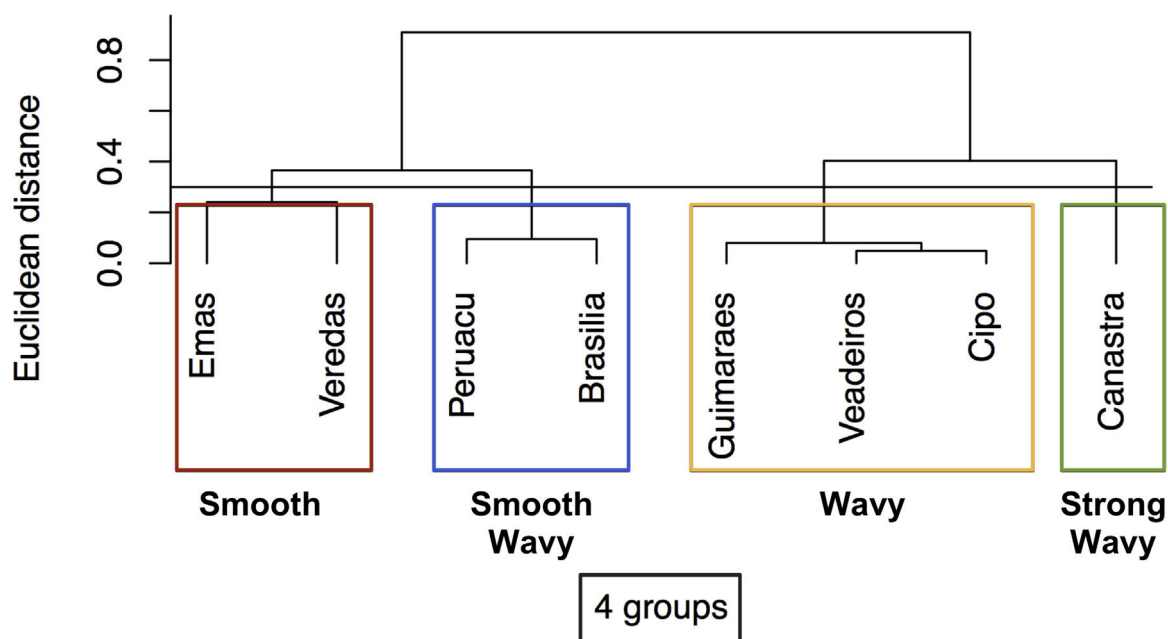 Euclidean distance
0.8
0.4
0.0
Emas
Veredas
Peruacu
Brasilia
Guimaraes
Veadeiros
Cipo
Canastra
Smooth
Smooth
Wavy
Wavy
Strong
Wavy
4 groups